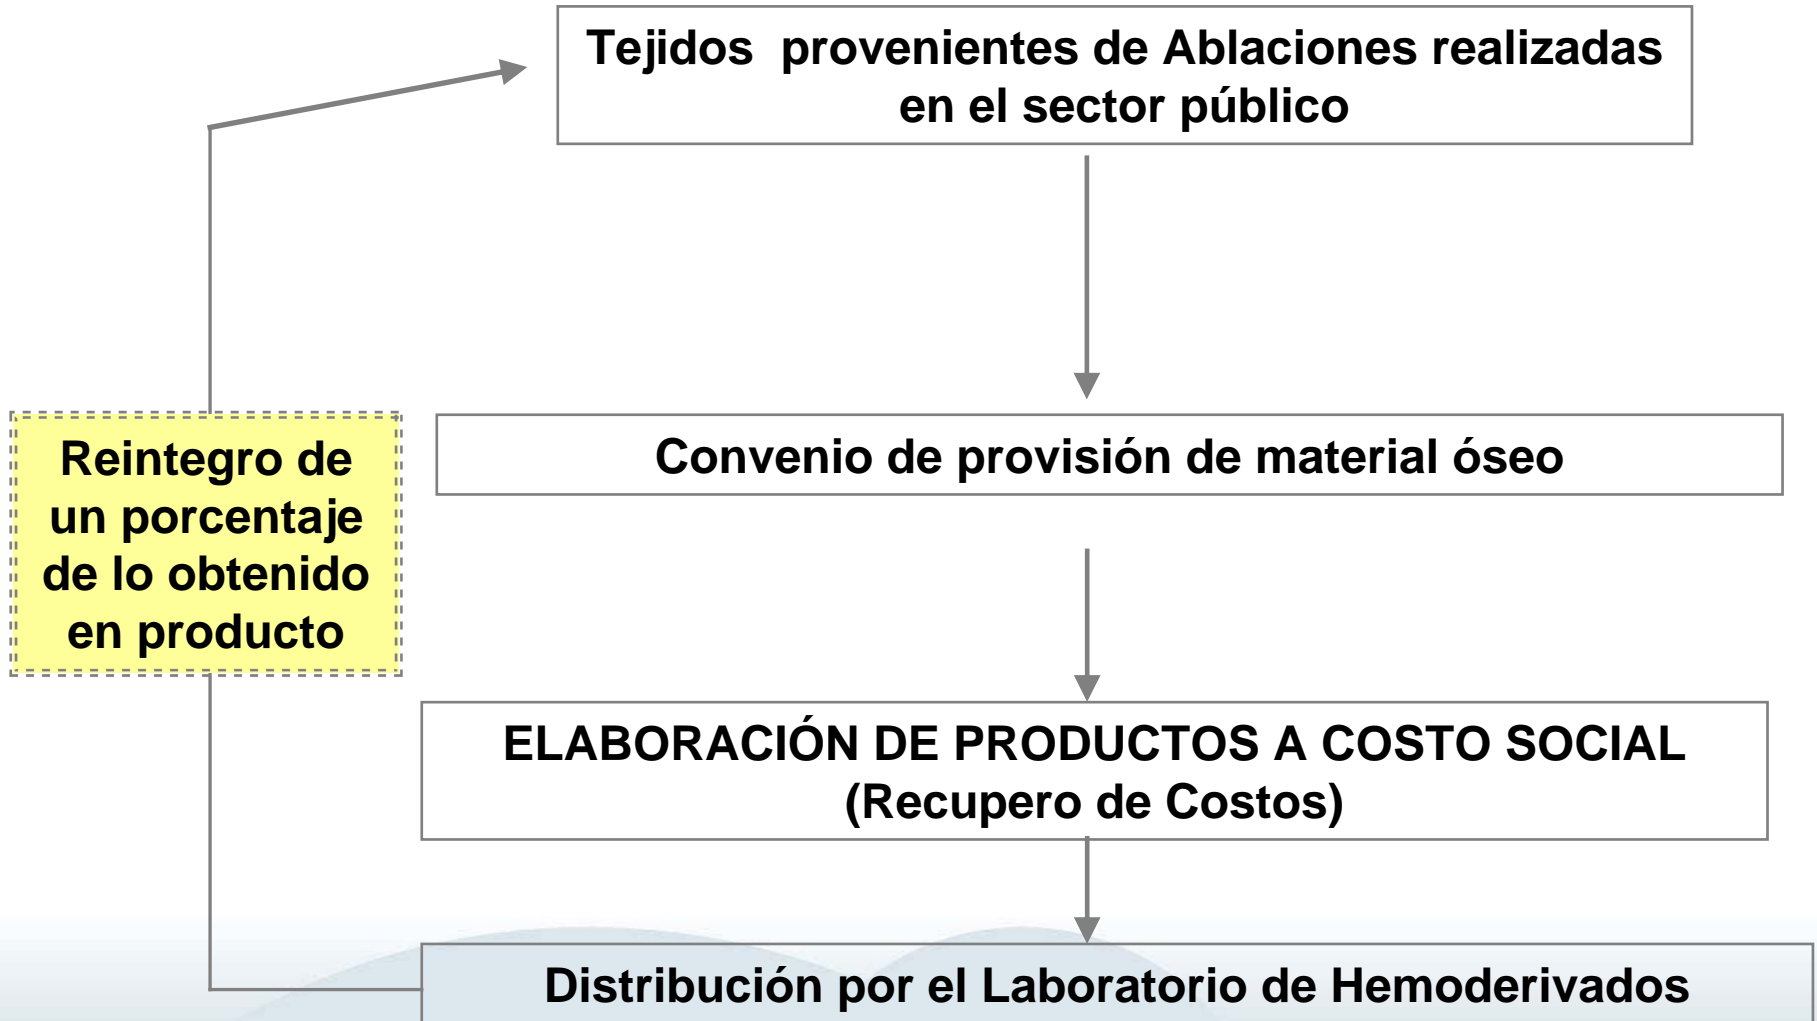 Tejidos provenientes de Ablaciones realizadas
en el sector público
Convenio de provisión de material óseo
Reintegro de
un porcentaje
de lo obtenido
en producto
ELABORACIÓN DE PRODUCTOS A COSTO SOCIAL
(Recupero de Costos)
Distribución por el Laboratorio de Hemoderivados